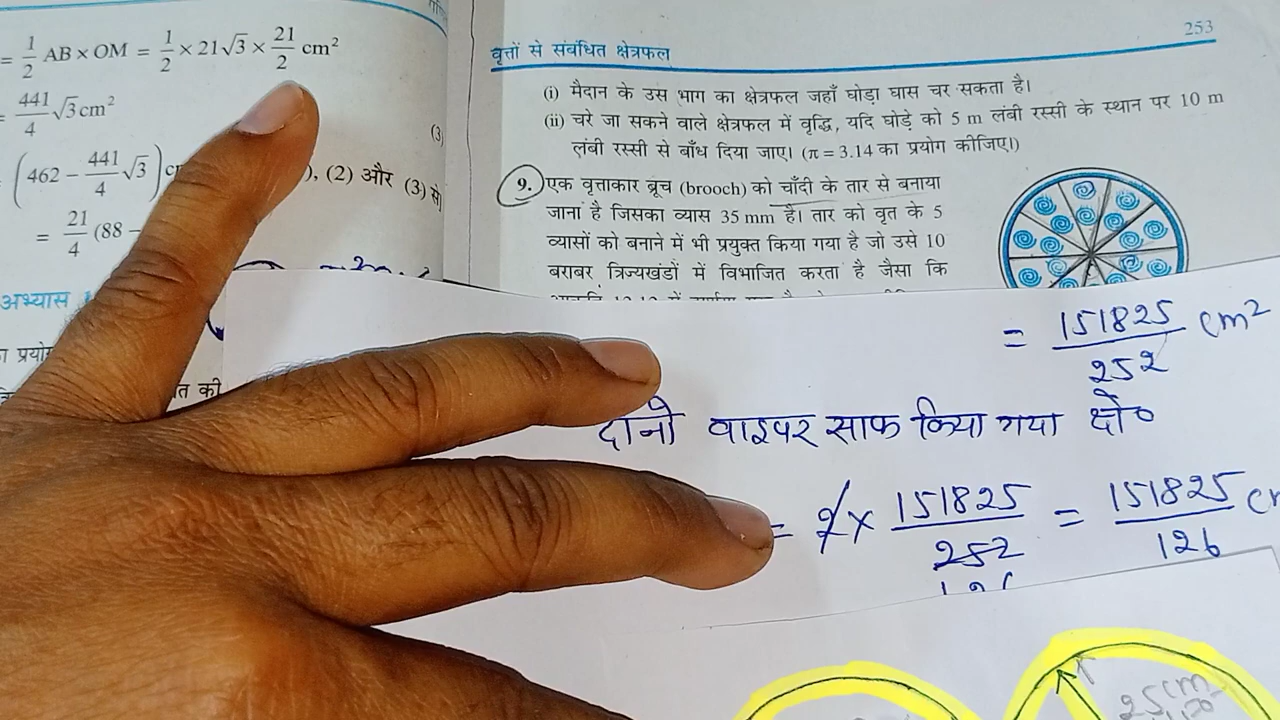 = 1/2 AB × OM = 1/2 × 21√3 × 21/2 cm²
= 441/4 √3 cm²
(3)
(462 − 441/4 √3)
), (2) और (3) से
= 21/4 (88 −
अभ्यास
प्रयो
की
253
वृत्तों से संबंधित क्षेत्रफल
(i) मैदान के उस भाग का क्षेत्रफल जहाँ घोड़ा घास चर सकता है।
(ii) चरे जा सकने वाले क्षेत्रफल में वृद्धि, यदि घोड़े को 5 m लंबी रस्सी के स्थान पर 10 m
लंबी रस्सी से बाँध दिया जाए। (π = 3.14 का प्रयोग कीजिए।)
9. एक वृत्ताकार ब्रूच (brooch) को चाँदी के तार से बनाया
जाना है जिसका व्यास 35 mm है। तार को वृत के 5
व्यासों को बनाने में भी प्रयुक्त किया गया है जो उसे 10
बराबर त्रिज्यखंडों में विभाजित करता है जैसा कि
= 151825/252 cm²
दोनो वाइपर साफ किया गया क्षे०
= 2 × 151825/252 = 151825/126
25cm